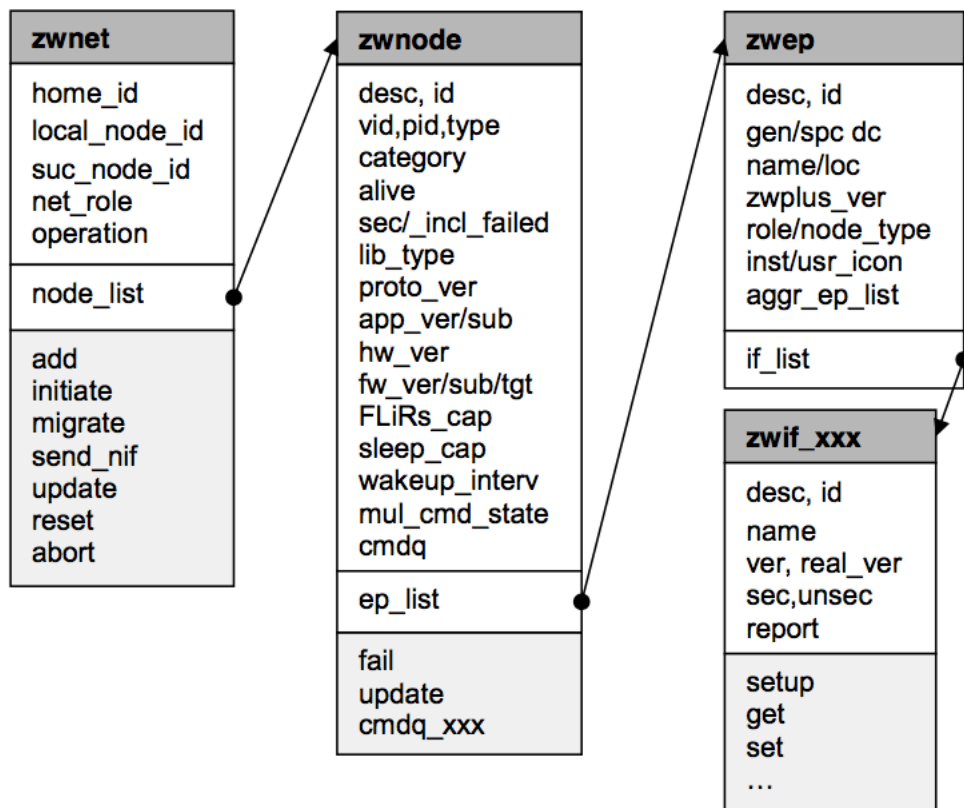 zwnet
home_id
local_node_id
suc_node_id
net_role
operation
node_list
add
initiate
migrate
send_nif
update
reset
abort
zwnode
desc, id
vid,pid,type
category
alive
sec/_incl_failed
lib_type
proto_ver
app_ver/sub
hw_ver
fw_ver/sub/tgt
FLiRs_cap
sleep_cap
wakeup_interv
mul_cmd_state
cmdq
ep_list
fail
update
cmdq_xxx
zwep
desc, id
gen/spc dc
name/loc
zwplus_ver
role/node_type
inst/usr_icon
aggr_ep_list
if_list
zwif_xxx
desc, id
name
ver, real_ver
sec,unsec
report
setup
get
set
…